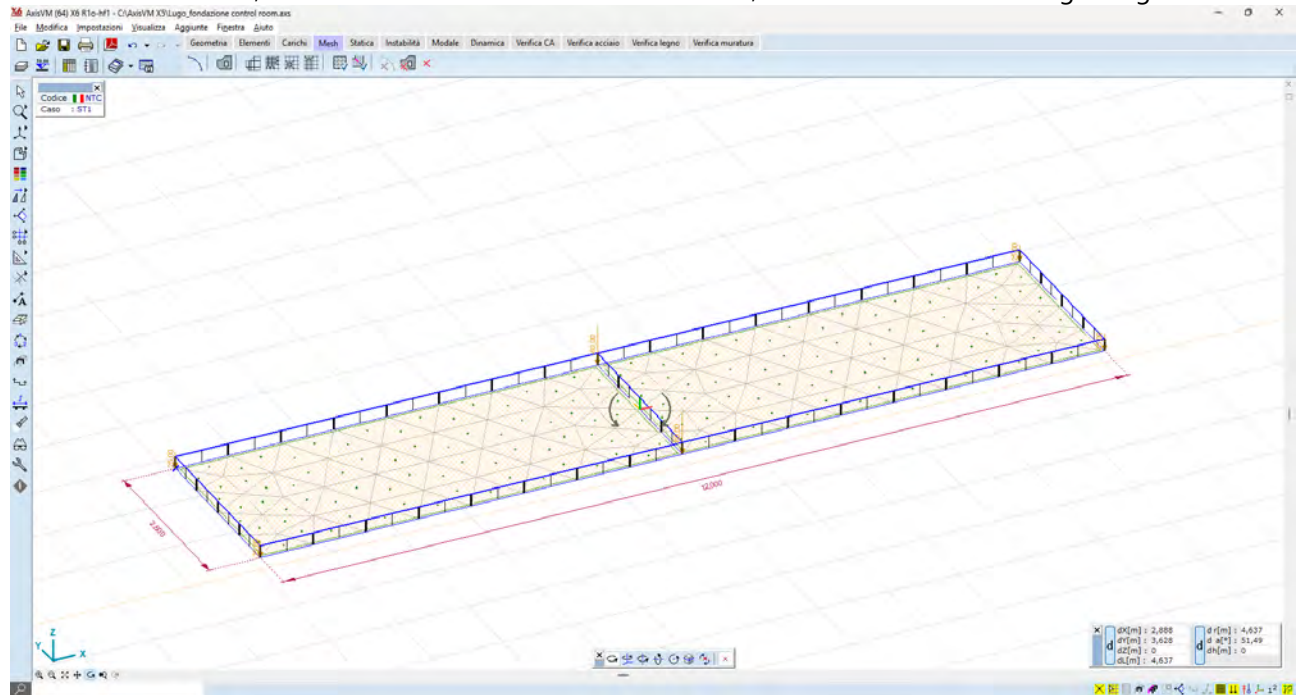 AxisVM (64) X6 R1o-hf1 - C:\AxisVM X5\Lugo_fondazione control room.axs
File Modifica Impostazioni Visualizza Aggiunte Finestra Aiuto
Geometria Elementi Carichi Mesh Statica Instabilità Modale Dinamica Verifica CA Verifica acciaio Verifica legno Verifica muratura
Codice NTC
Caso : ST1
12,000
2,600
Z
Y
X
dX[m] : 2,888
dY[m] : 3,628
dZ[m] : 0
dL[m] : 4,637
d
d r[m] : 4,637
d a[°] : 51,49
dh[m] : 0
d